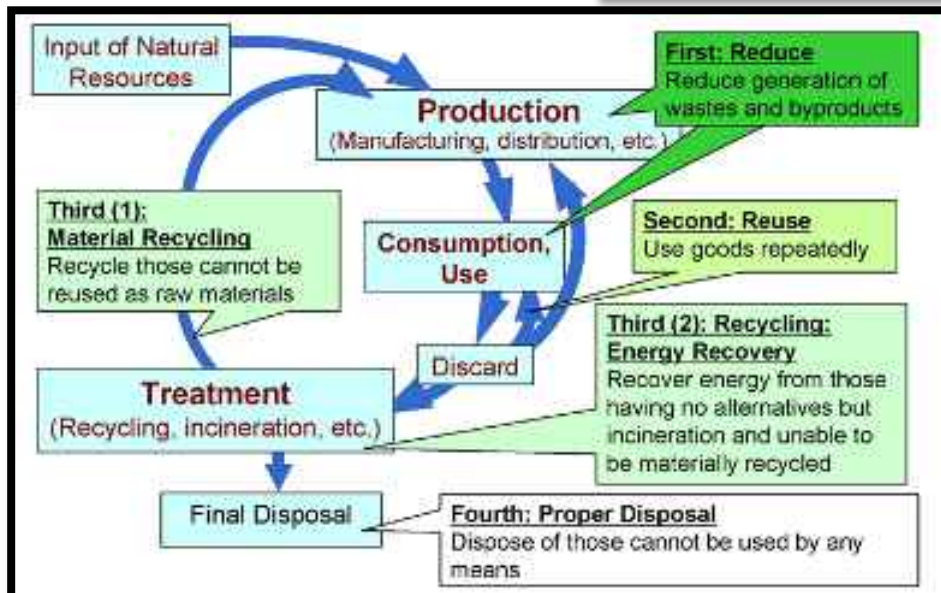 Input of Natural
Resources
First: Reduce
Reduce generation of
wastes and byproducts
Production
(Manufacturing, distribution, etc.)
Third (1):
Material Recycling
Recycle those cannot be
reused as raw materials
Consumption,
Use
Second: Reuse
Use goods repeatedly
Discard
Third (2): Recycling:
Energy Recovery
Recover energy from those
having no alternatives but
incineration and unable to
be materially recycled
Treatment
(Recycling, incineration, etc.)
Final Disposal
Fourth: Proper Disposal
Dispose of those cannot be used by any
means